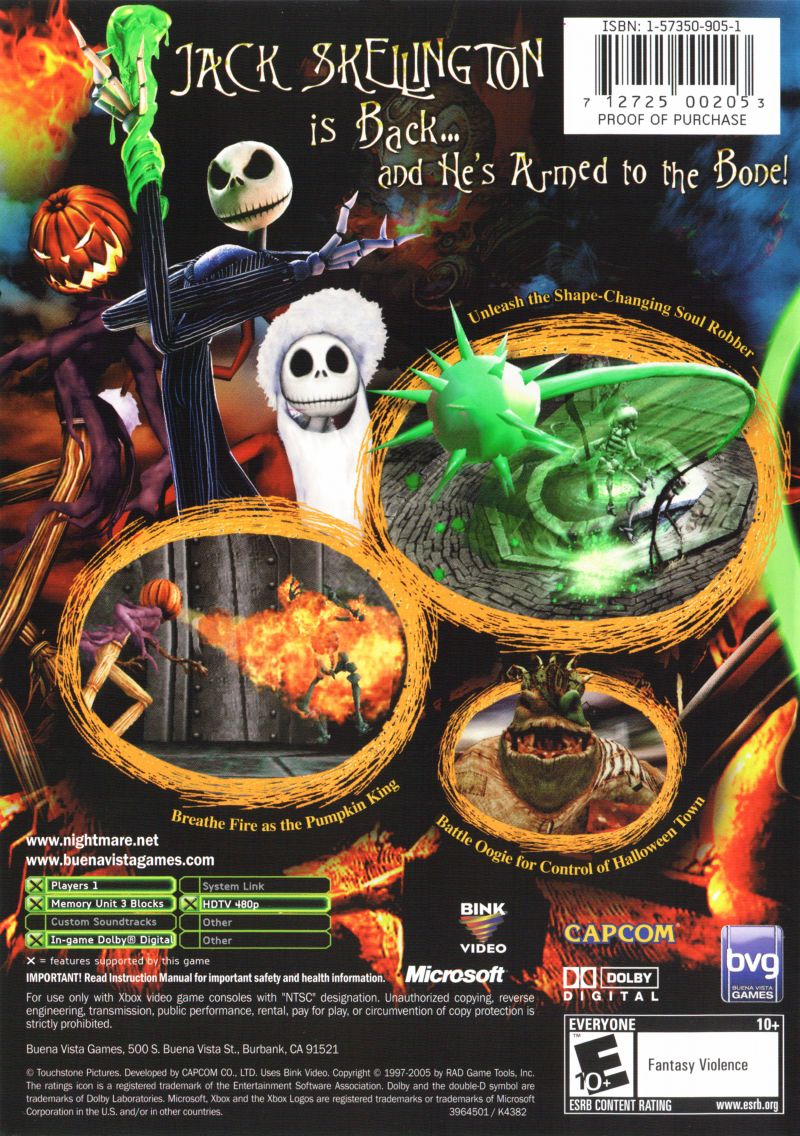 ISBN: 1-57350-905-1
7 12725 00205 3
PROOF OF PURCHASE
JACK SKELLINGTON
is Back...
and He's Armed to the Bone!
Unleash the Shape-Changing Soul Robber
Breathe Fire as the Pumpkin King
Battle Oogie for Control of Halloween Town
www.nightmare.net
www.buenavistagames.com
Players 1
System Link
Memory Unit 3 Blocks
HDTV 480p
Custom Soundtracks
Other
In-game Dolby® Digital
Other
X = features supported by this game
BINK
VIDEO
Microsoft®
CAPCOM®
DOLBY
DIGITAL
bvg
BUENA VISTA
GAMES
IMPORTANT! Read Instruction Manual for important safety and health information.
For use only with Xbox video game consoles with "NTSC" designation. Unauthorized copying, reverse
engineering, transmission, public performance, rental, pay for play, or circumvention of copy protection is
strictly prohibited.
Buena Vista Games, 500 S. Buena Vista St., Burbank, CA 91521
© Touchstone Pictures. Developed by CAPCOM CO., LTD. Uses Bink Video. Copyright © 1997-2005 by RAD Game Tools, Inc.
The ratings icon is a registered trademark of the Entertainment Software Association. Dolby and the double-D symbol are
trademarks of Dolby Laboratories. Microsoft, Xbox and the Xbox Logos are registered trademarks or trademarks of Microsoft
Corporation in the U.S. and/or in other countries.
3964501 / K4382
EVERYONE 10+
E
10+
Fantasy Violence
ESRB CONTENT RATING www.esrb.org